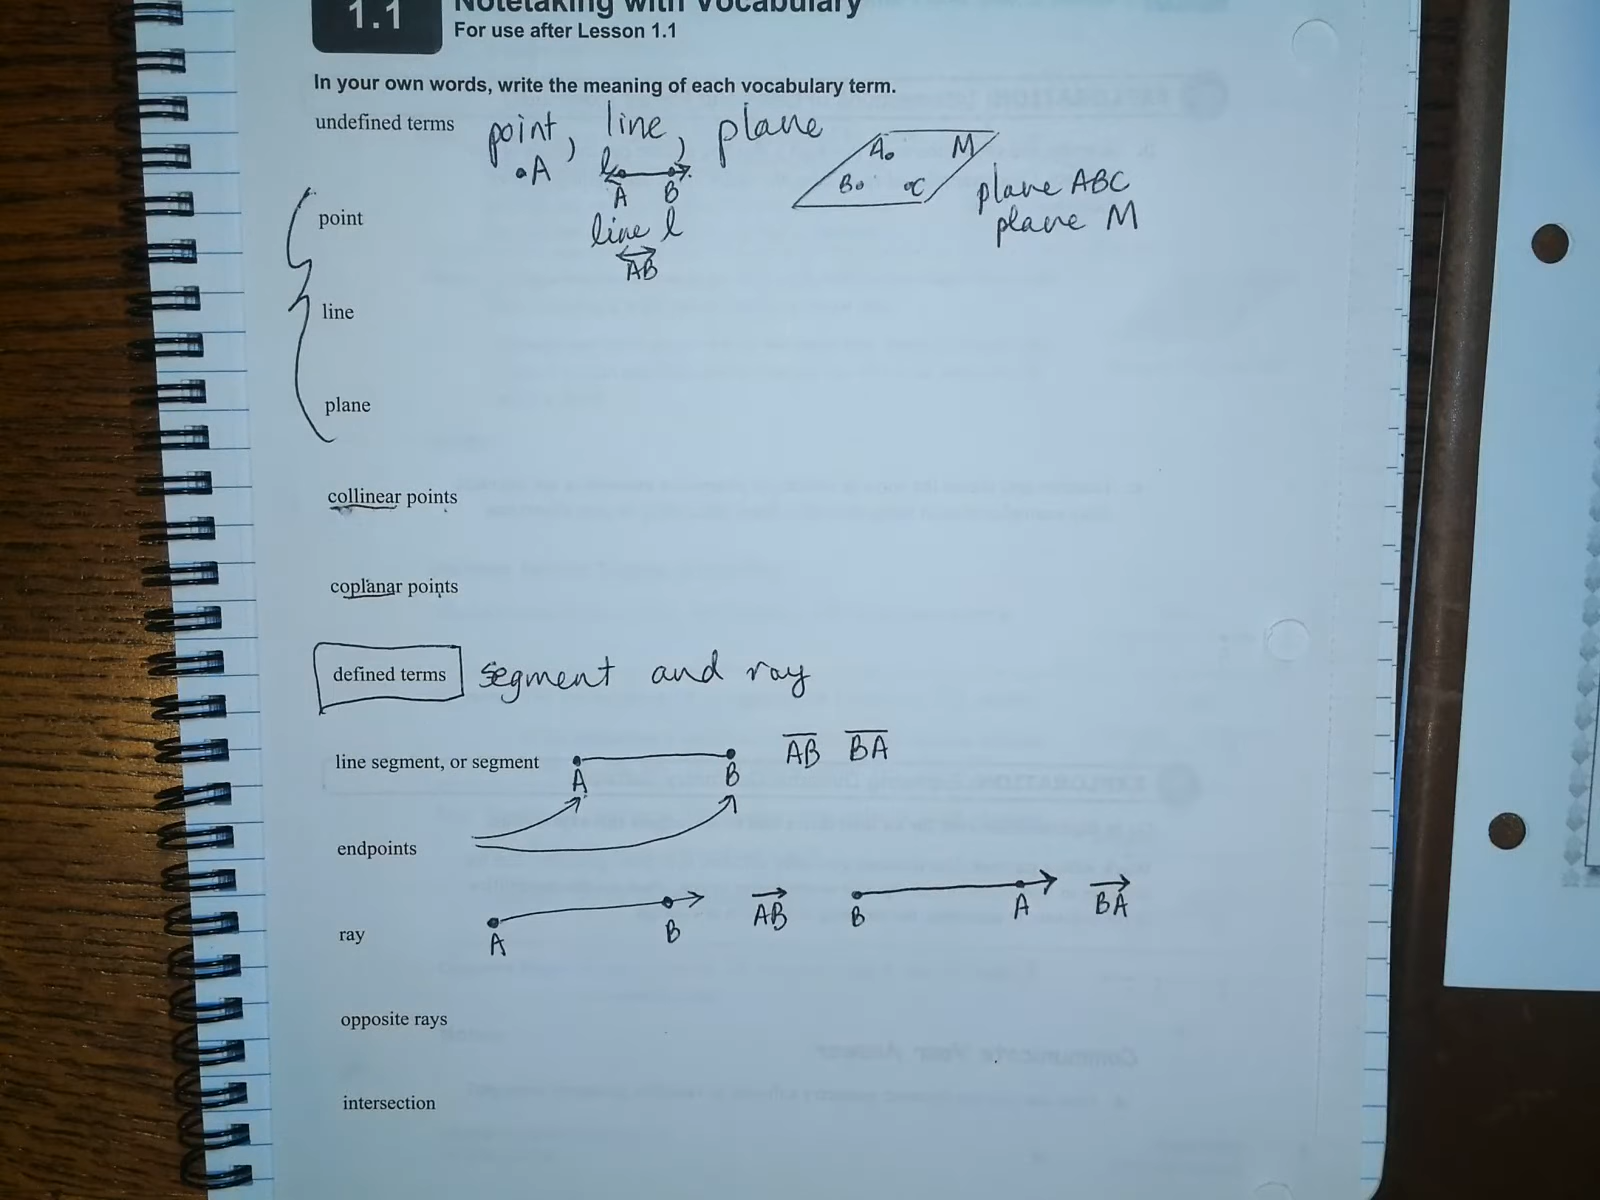 1.1 Notetaking with Vocabulary
For use after Lesson 1.1
In your own words, write the meaning of each vocabulary term.
undefined terms point, line, plane
A l A B A M B C
plane ABC
point line l plane M
AB
line
plane
collinear points
coplanar points
defined terms segment and ray
line segment, or segment A B AB BA
endpoints
ray A B AB B A BA
opposite rays
intersection